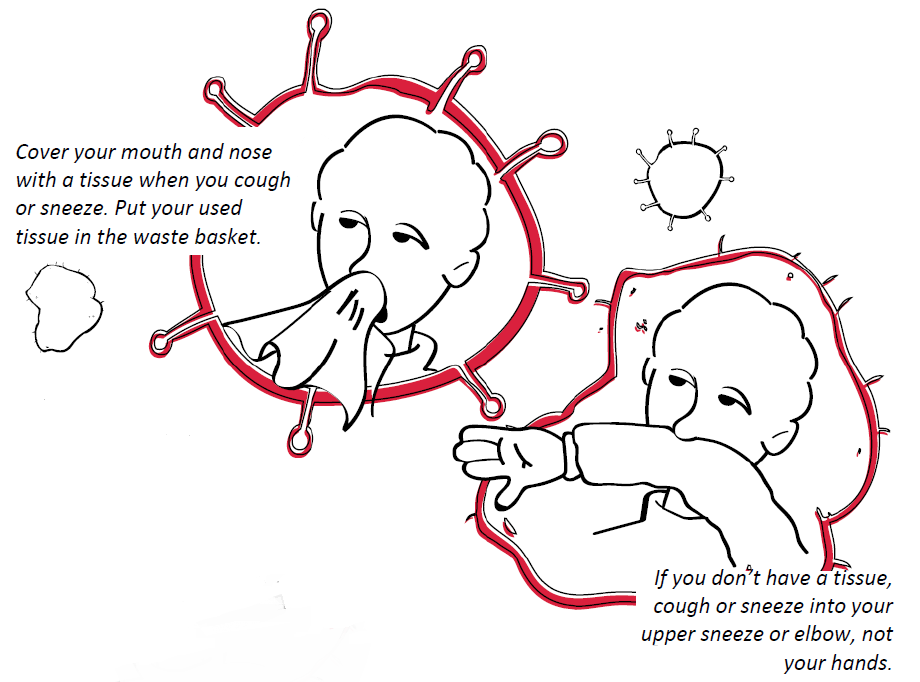 Cover your mouth and nose
with a tissue when you cough
or sneeze. Put your used
tissue in the waste basket.
If you don't have a tissue,
cough or sneeze into your
upper sneeze or elbow, not
your hands.